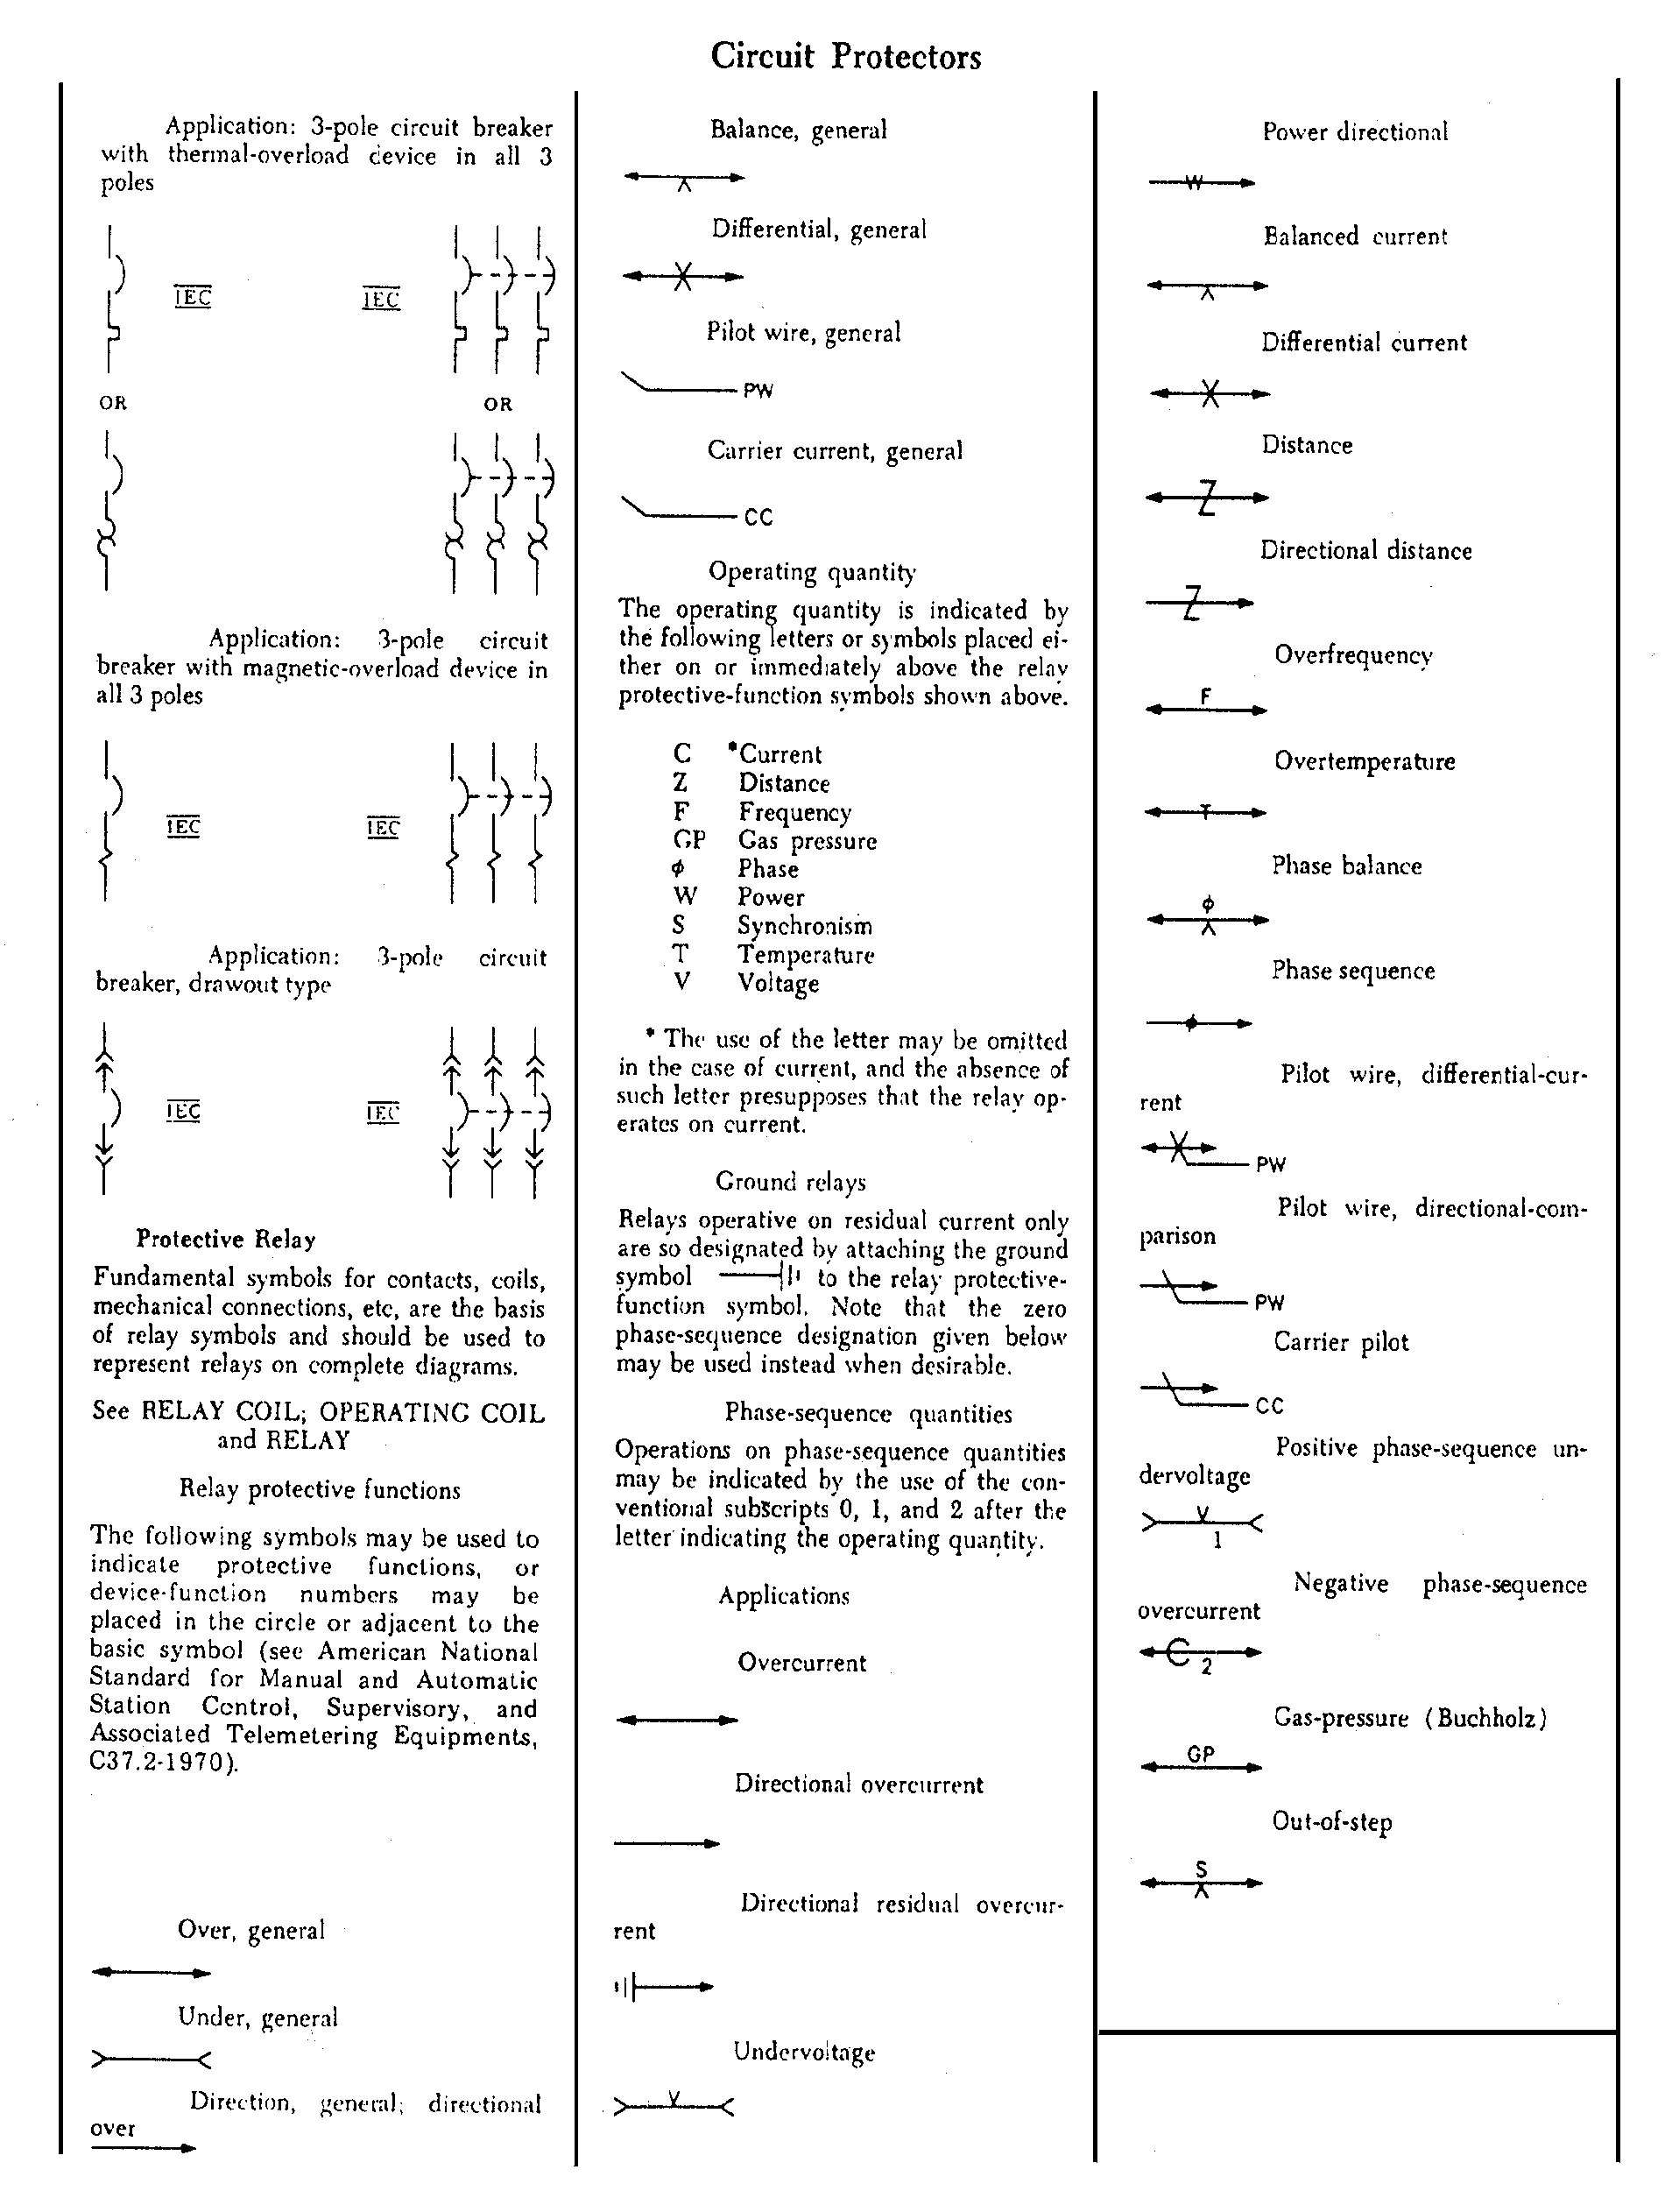 Circuit Protectors
Application: 3-pole circuit breaker
with thermal-overload device in all 3
poles
IEC
IEC
OR
OR
Application: 3-pole circuit
breaker with magnetic-overload device in
all 3 poles
IEC
IEC
Application: 3-pole circuit
breaker, drawout type
IEC
IEC
Protective Relay
Fundamental symbols for contacts, coils,
mechanical connections, etc, are the basis
of relay symbols and should be used to
represent relays on complete diagrams.
See RELAY COIL; OPERATING COIL
and RELAY
Relay protective functions
The following symbols may be used to
indicate protective functions, or
device-function numbers may be
placed in the circle or adjacent to the
basic symbol (see American National
Standard for Manual and Automatic
Station Control, Supervisory, and
Associated Telemetering Equipments,
C37.2-1970).
Over, general
Under, general
Direction, general; directional
over
Balance, general
Differential, general
Pilot wire, general
PW
Carrier current, general
CC
Operating quantity
The operating quantity is indicated by
the following letters or symbols placed ei-
ther on or immediately above the relay
protective-function symbols shown above.
C *Current
Z Distance
F Frequency
GP Gas pressure
ϕ Phase
W Power
S Synchronism
T Temperature
V Voltage
* The use of the letter may be omitted
in the case of current, and the absence of
such letter presupposes that the relay op-
erates on current.
Ground relays
Relays operative on residual current only
are so designated by attaching the ground
symbol to the relay protective-
function symbol. Note that the zero
phase-sequence designation given below
may be used instead when desirable.
Phase-sequence quantities
Operations on phase-sequence quantities
may be indicated by the use of the con-
ventional subscripts 0, 1, and 2 after the
letter indicating the operating quantity.
Applications
Overcurrent
Directional overcurrent
Directional residual overcur-
rent
Undervoltage
V
Power directional
W
Balanced current
Differential current
Distance
Z
Directional distance
Z
Overfrequency
F
Overtemperature
T
Phase balance
ϕ
Phase sequence
ϕ
Pilot wire, differential-cur-
rent
PW
Pilot wire, directional-com-
parison
PW
Carrier pilot
CC
Positive phase-sequence un-
dervoltage
V
1
Negative phase-sequence
overcurrent
C
2
Gas-pressure (Buchholz)
GP
Out-of-step
S